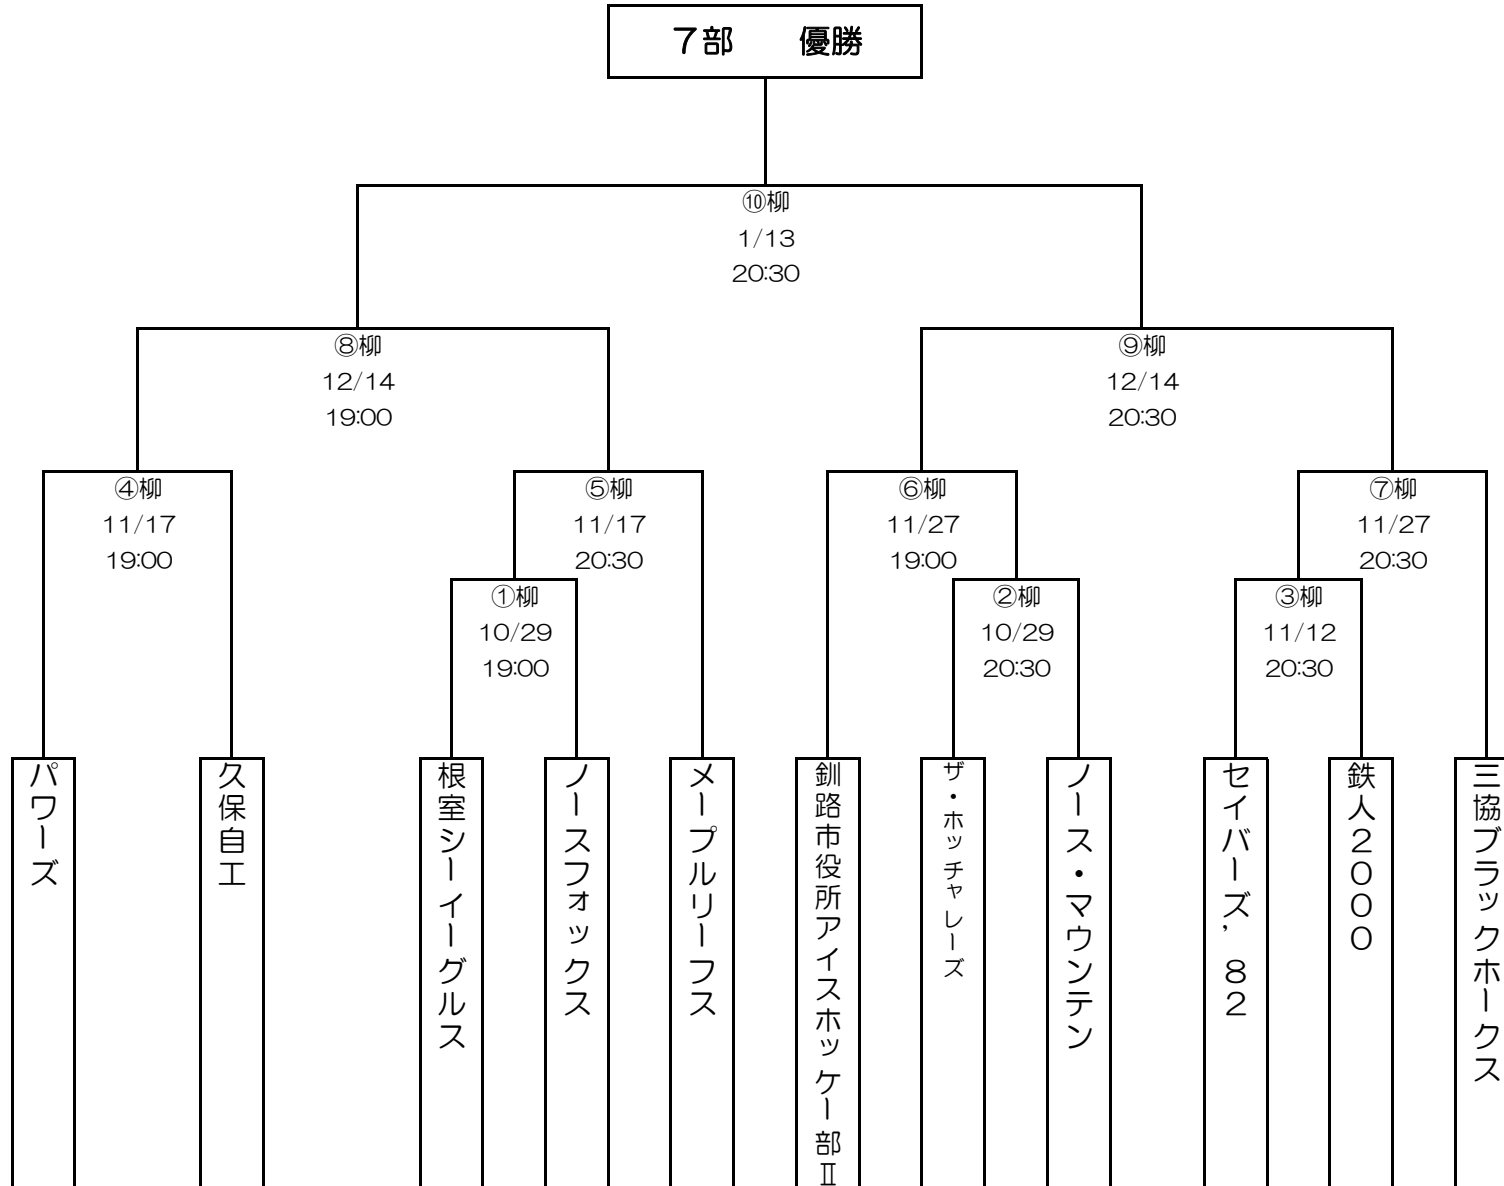 ７部　　優勝
⑩柳
1/13
20:30
⑧柳
12/14
19:00
⑨柳
12/14
20:30
④柳
11/17
19:00
⑤柳
11/17
20:30
⑥柳
11/27
19:00
⑦柳
11/27
20:30
①柳
10/29
19:00
②柳
10/29
20:30
③柳
11/12
20:30
パワーズ
久保自工
根室シーイーグルス
ノースフォックス
メープルリーフス
釧路市役所アイスホッケー部Ⅱ
ザ・ホッチャレーズ
ノース・マウンテン
セイバーズ’８２
鉄人２０００
三協ブラックホークス